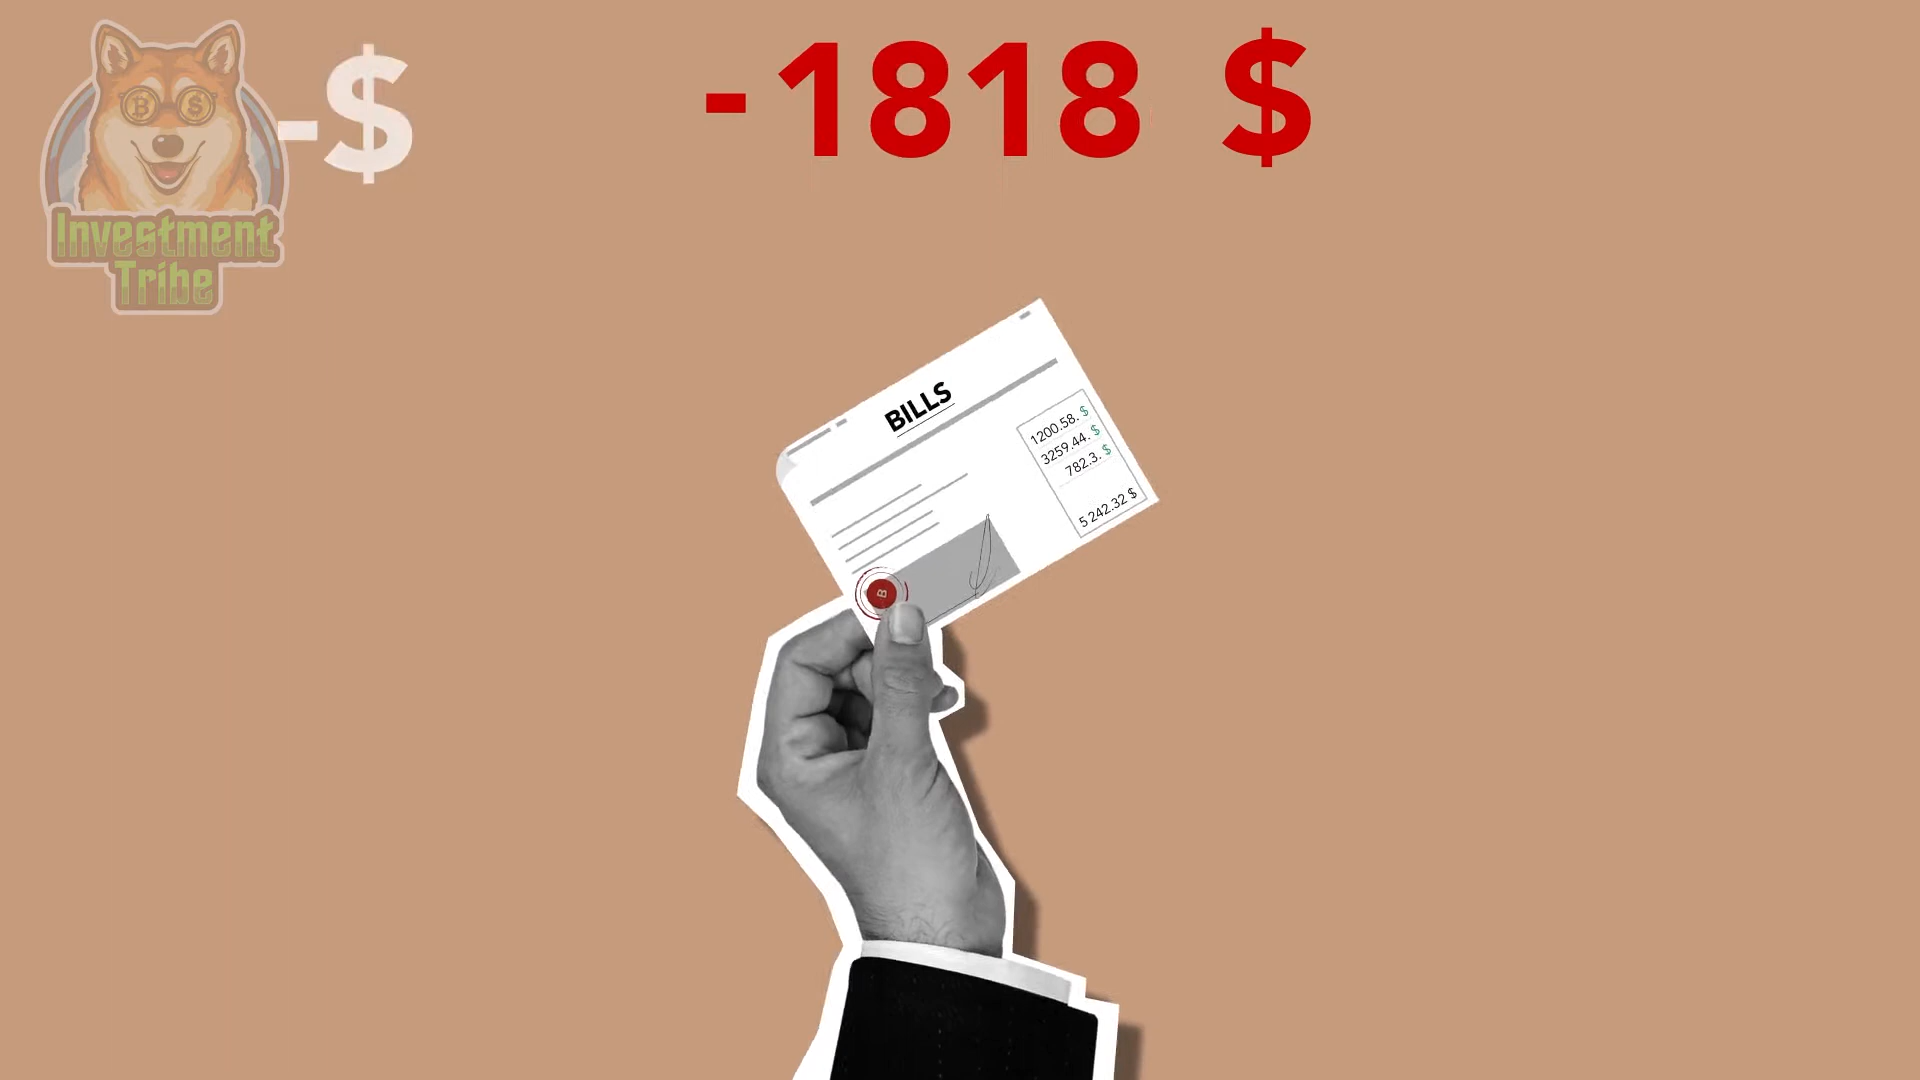 -$
-1818 $
Investment
Tribe
BILLS
1200.58. $
3259.44. $
782.3. $
5 242.32 $
B